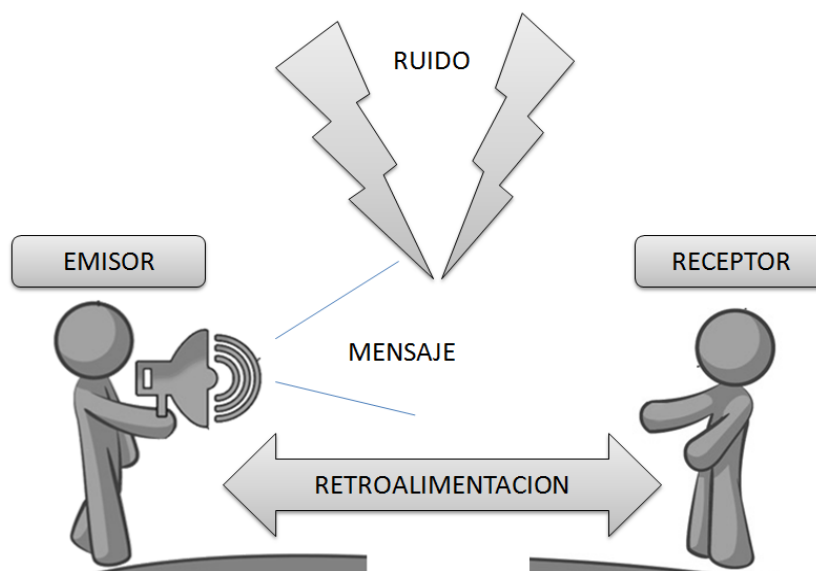 RUIDO
EMISOR
RECEPTOR
MENSAJE
RETROALIMENTACION